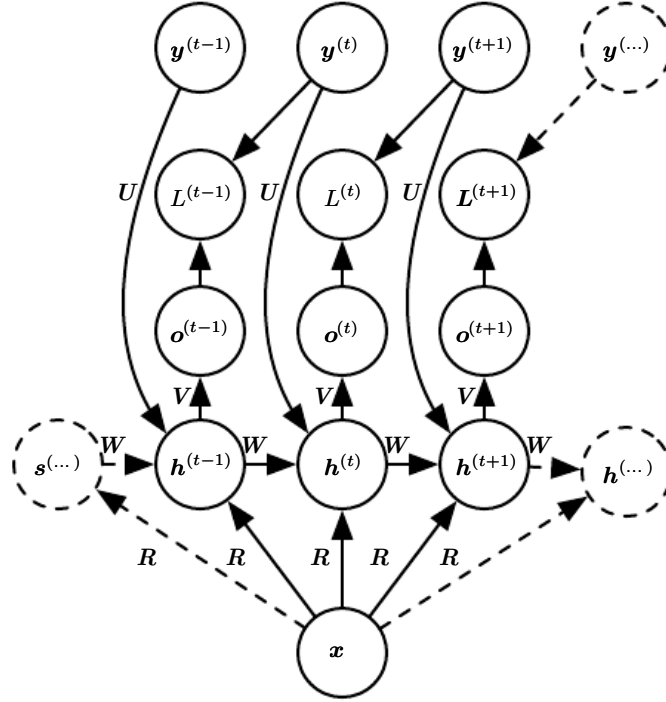 y(t−1) y(t) y(t+1) y(...)
U L(t−1) U L(t) U L(t+1)
o(t−1) o(t) o(t+1)
V V V
W W W W
s(...) h(t−1) h(t) h(t+1) h(...)
R R R R R
x